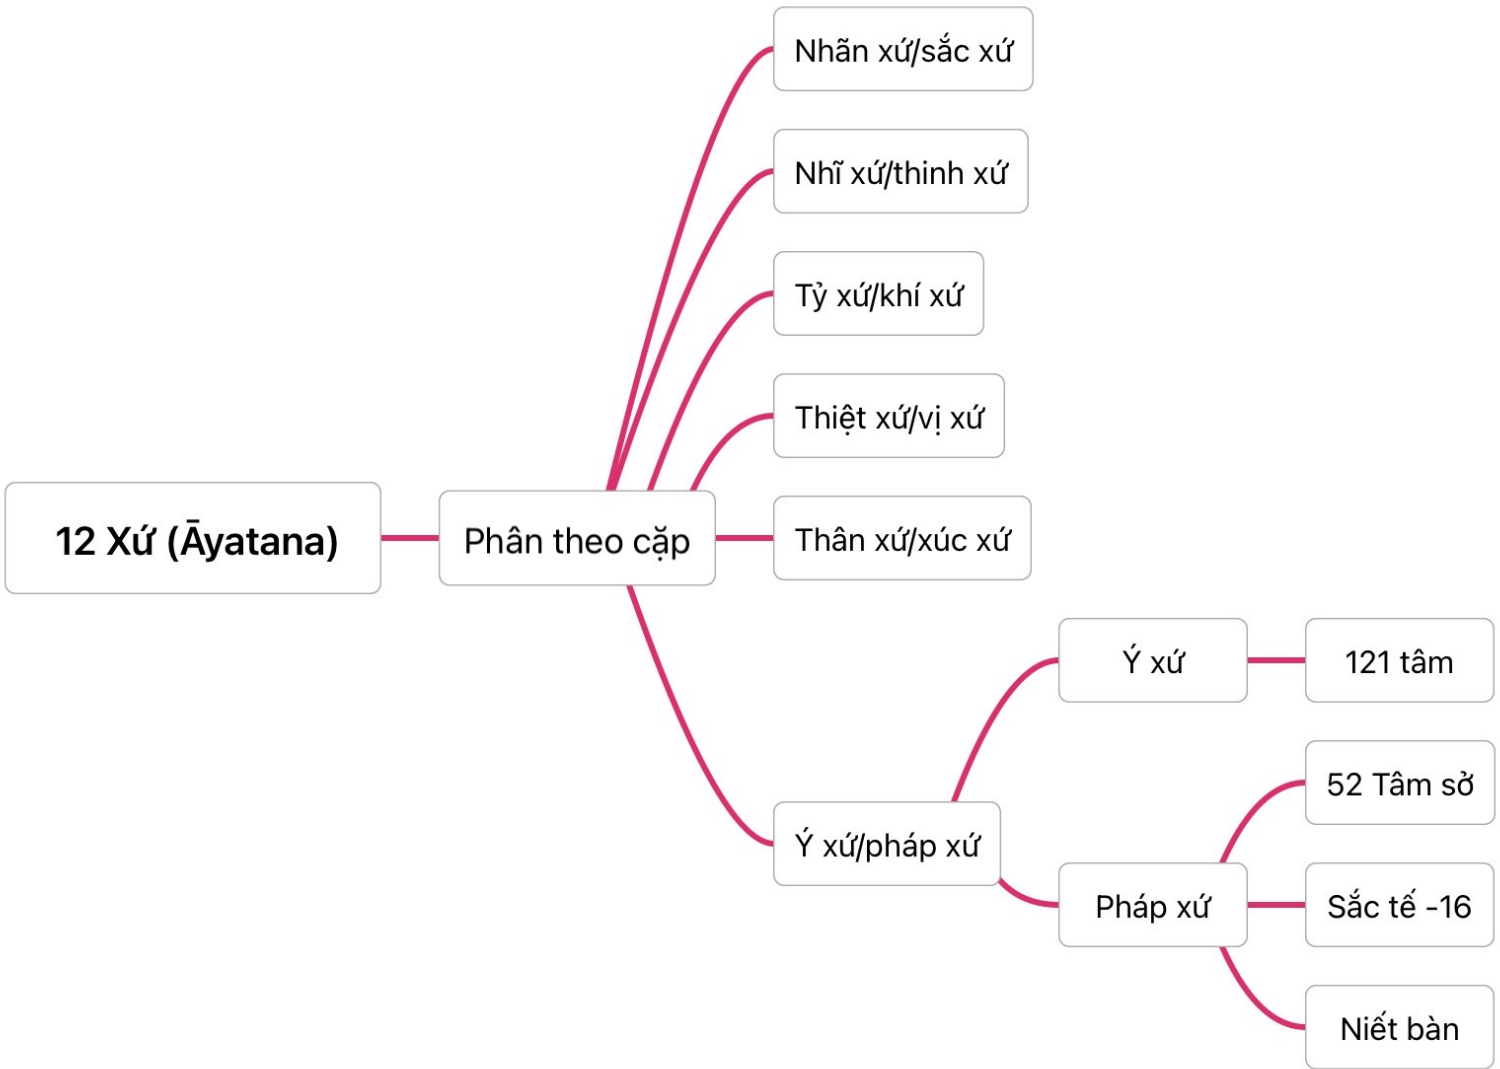 12 Xứ (Āyatana)
Phân theo cặp
Nhãn xứ/sắc xứ
Nhĩ xứ/thinh xứ
Tỷ xứ/khí xứ
Thiệt xứ/vị xứ
Thân xứ/xúc xứ
Ý xứ/pháp xứ
Ý xứ
121 tâm
Pháp xứ
52 Tâm sở
Sắc tế -16
Niết bàn